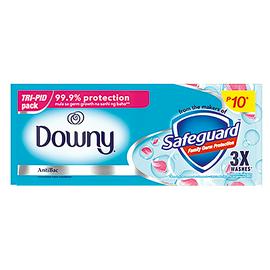 TRI-PID
pack
99.9% protection
mula sa germ growth na sanhi ng baho**
₱10*
from the makers of
Downy
Safeguard
Family Germ Protection
AntiBac
3X
WASHES*